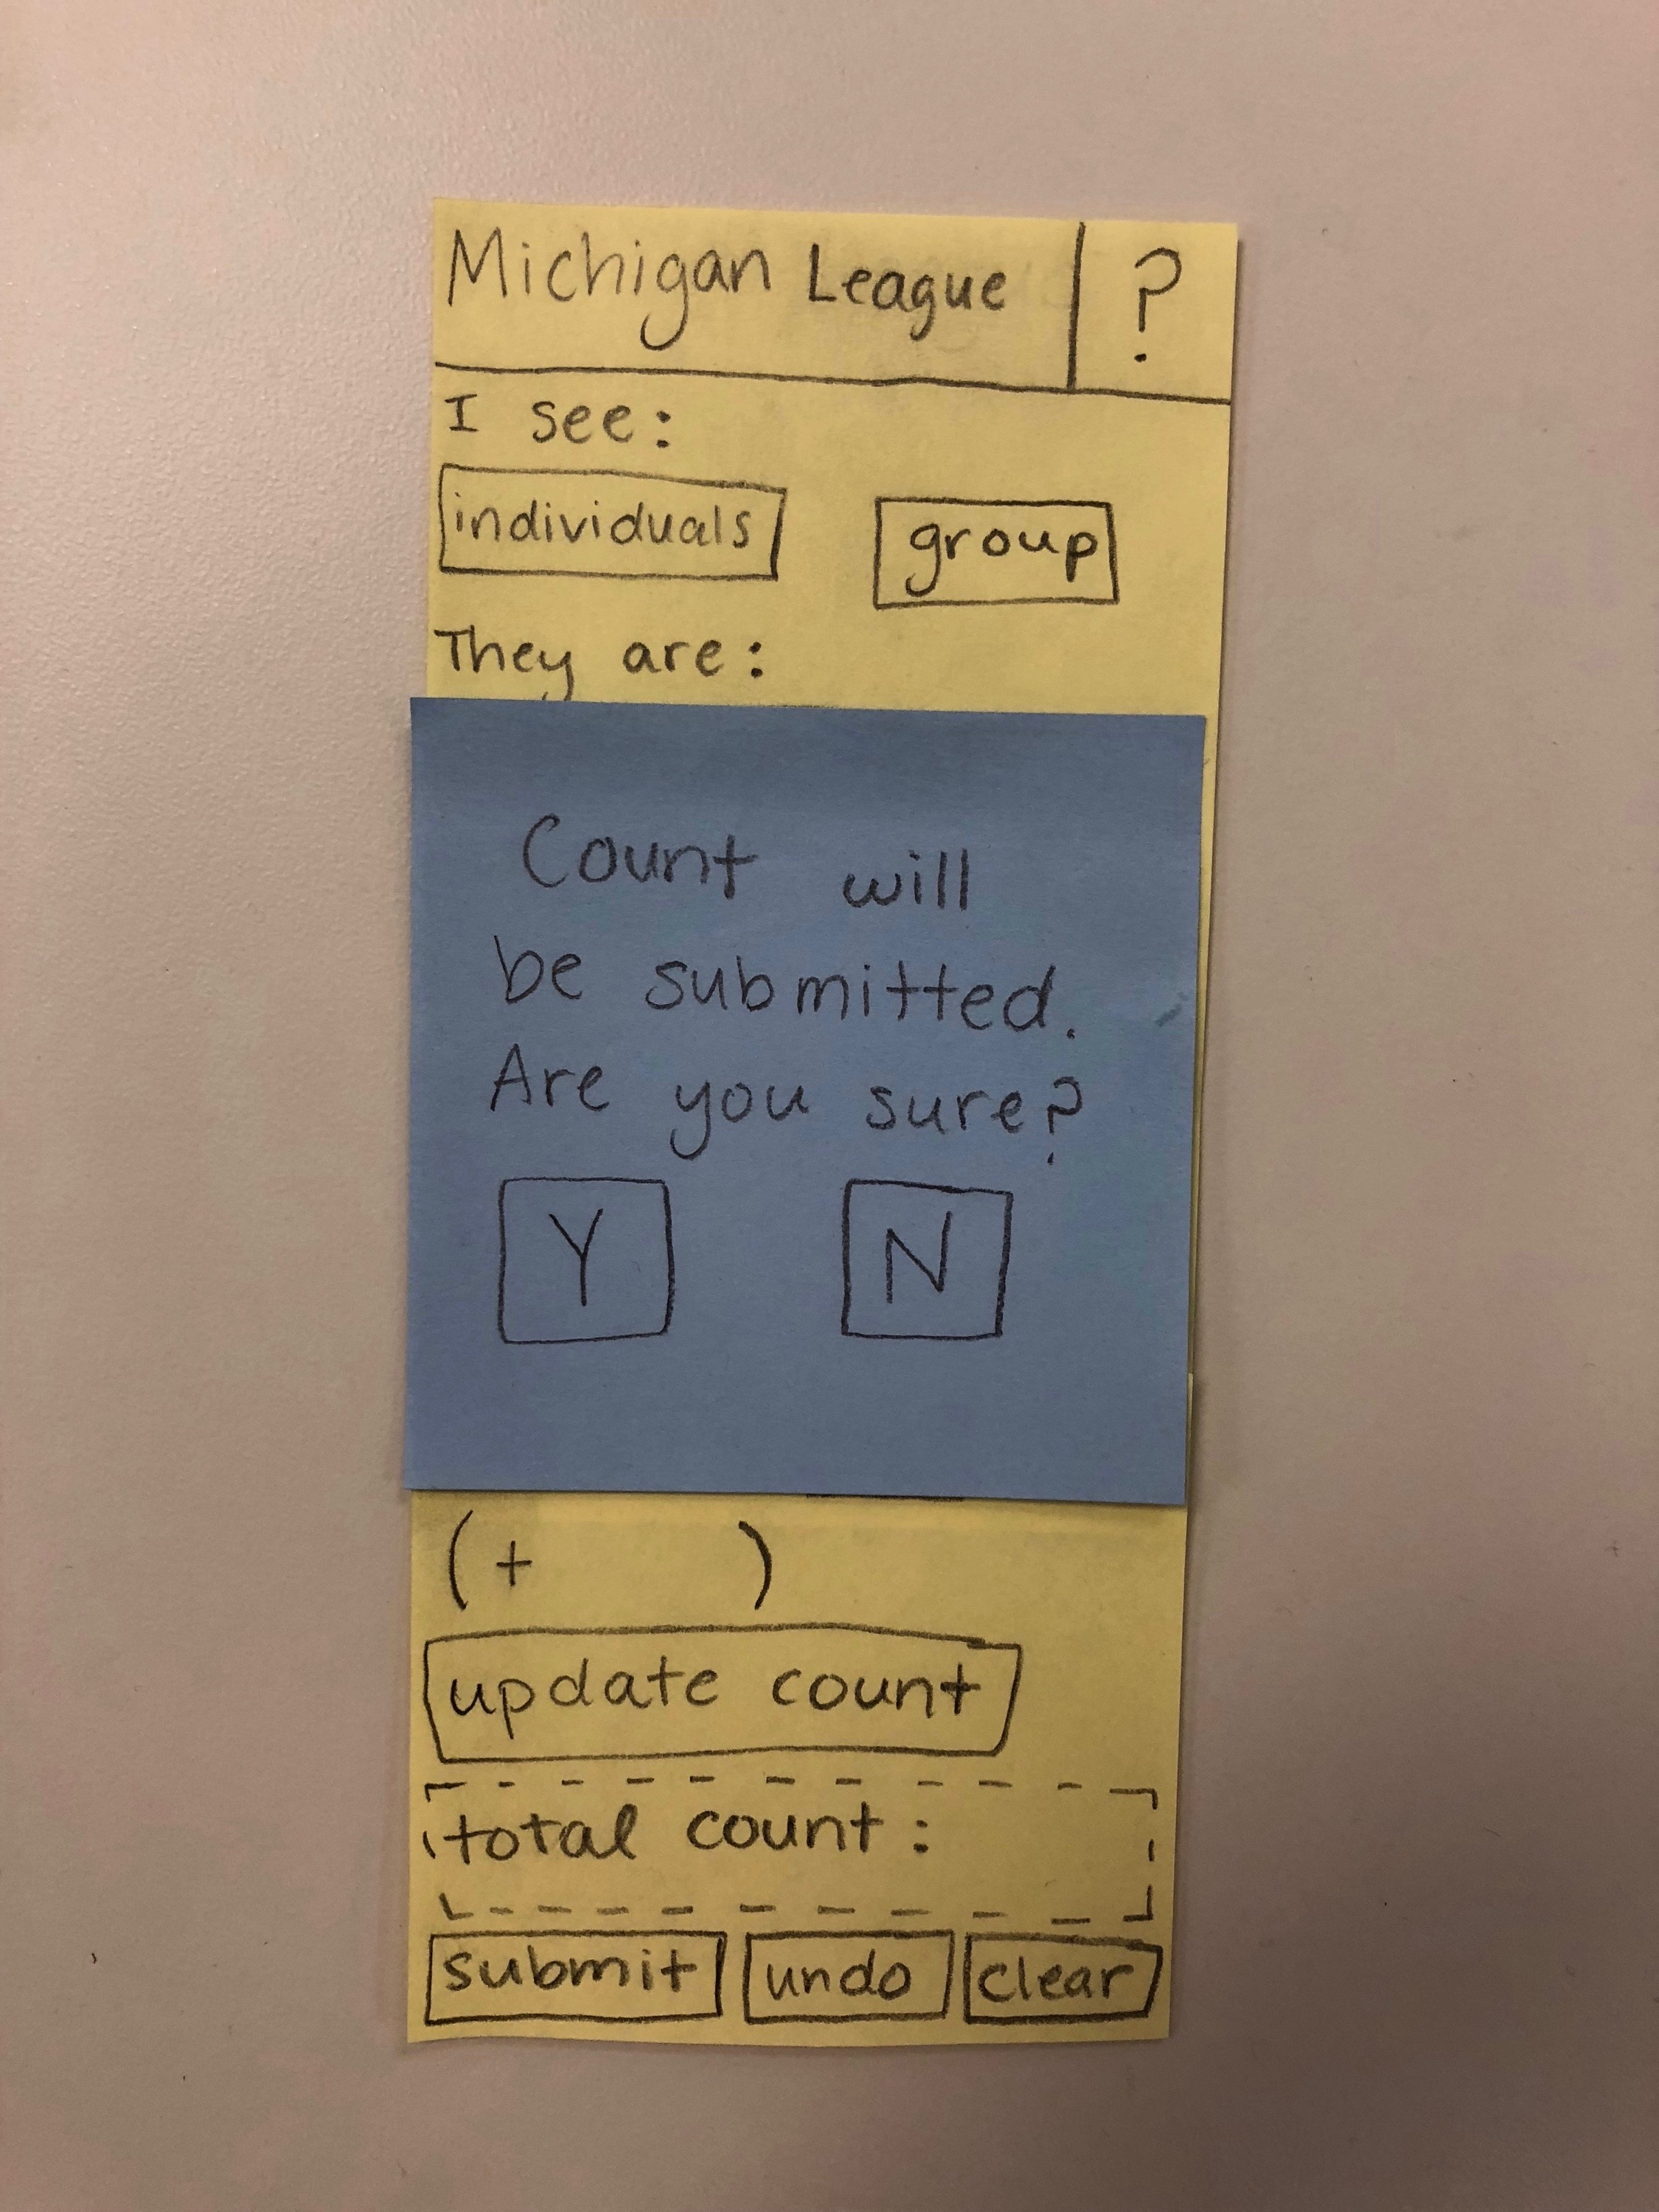 Michigan League ?
I see:
individuals group
They are:
Count will
be submitted.
Are you sure?
Y N
(+ )
update count
total count:
submit undo clear